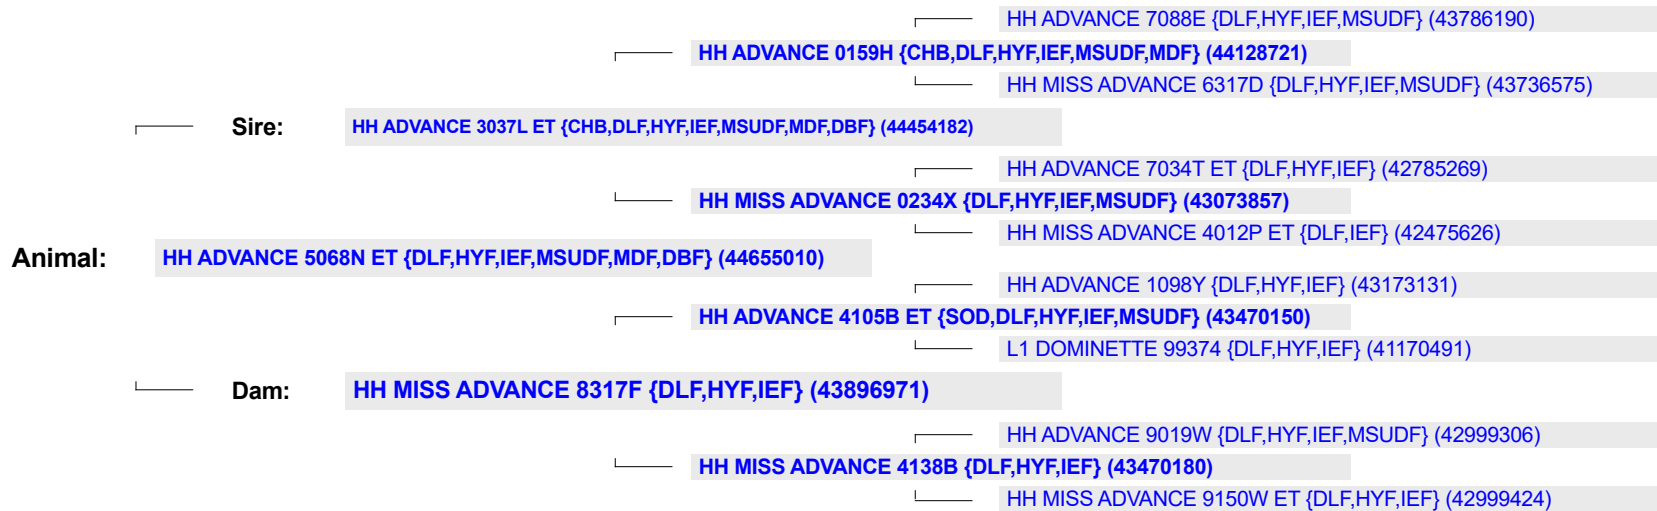 HH ADVANCE 7088E {DLF,HYF,IEF,MSUDF} (43786190)
HH ADVANCE 0159H {CHB,DLF,HYF,IEF,MSUDF,MDF} (44128721)
HH MISS ADVANCE 6317D {DLF,HYF,IEF,MSUDF} (43736575)
Sire: HH ADVANCE 3037L ET {CHB,DLF,HYF,IEF,MSUDF,MDF,DBF} (44454182)
HH ADVANCE 7034T ET {DLF,HYF,IEF} (42785269)
HH MISS ADVANCE 0234X {DLF,HYF,IEF,MSUDF} (43073857)
HH MISS ADVANCE 4012P ET {DLF,IEF} (42475626)
Animal: HH ADVANCE 5068N ET {DLF,HYF,IEF,MSUDF,MDF,DBF} (44655010)
HH ADVANCE 1098Y {DLF,HYF,IEF} (43173131)
HH ADVANCE 4105B ET {SOD,DLF,HYF,IEF,MSUDF} (43470150)
L1 DOMINETTE 99374 {DLF,HYF,IEF} (41170491)
Dam: HH MISS ADVANCE 8317F {DLF,HYF,IEF} (43896971)
HH ADVANCE 9019W {DLF,HYF,IEF,MSUDF} (42999306)
HH MISS ADVANCE 4138B {DLF,HYF,IEF} (43470180)
HH MISS ADVANCE 9150W ET {DLF,HYF,IEF} (42999424)